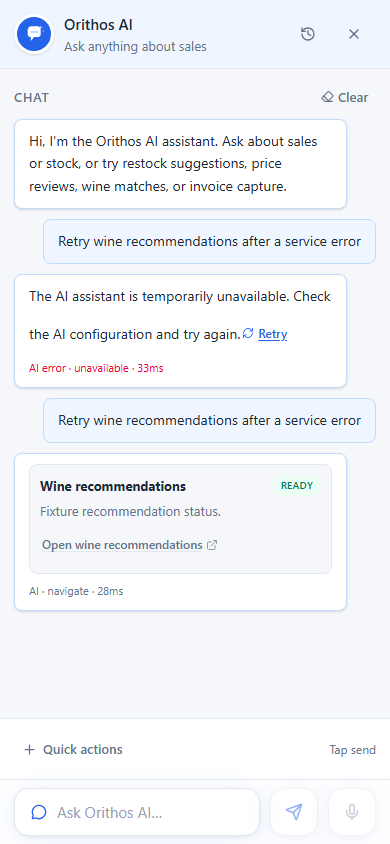 Orithos AI
Ask anything about sales
CHAT
Clear
Hi, I'm the Orithos AI assistant. Ask about sales
or stock, or try restock suggestions, price
reviews, wine matches, or invoice capture.
Retry wine recommendations after a service error
The AI assistant is temporarily unavailable. Check
the AI configuration and try again. Retry
AI error · unavailable · 33ms
Retry wine recommendations after a service error
Wine recommendations READY
Fixture recommendation status.
Open wine recommendations
AI · navigate · 28ms
Quick actions
Tap send
Ask Orithos AI...